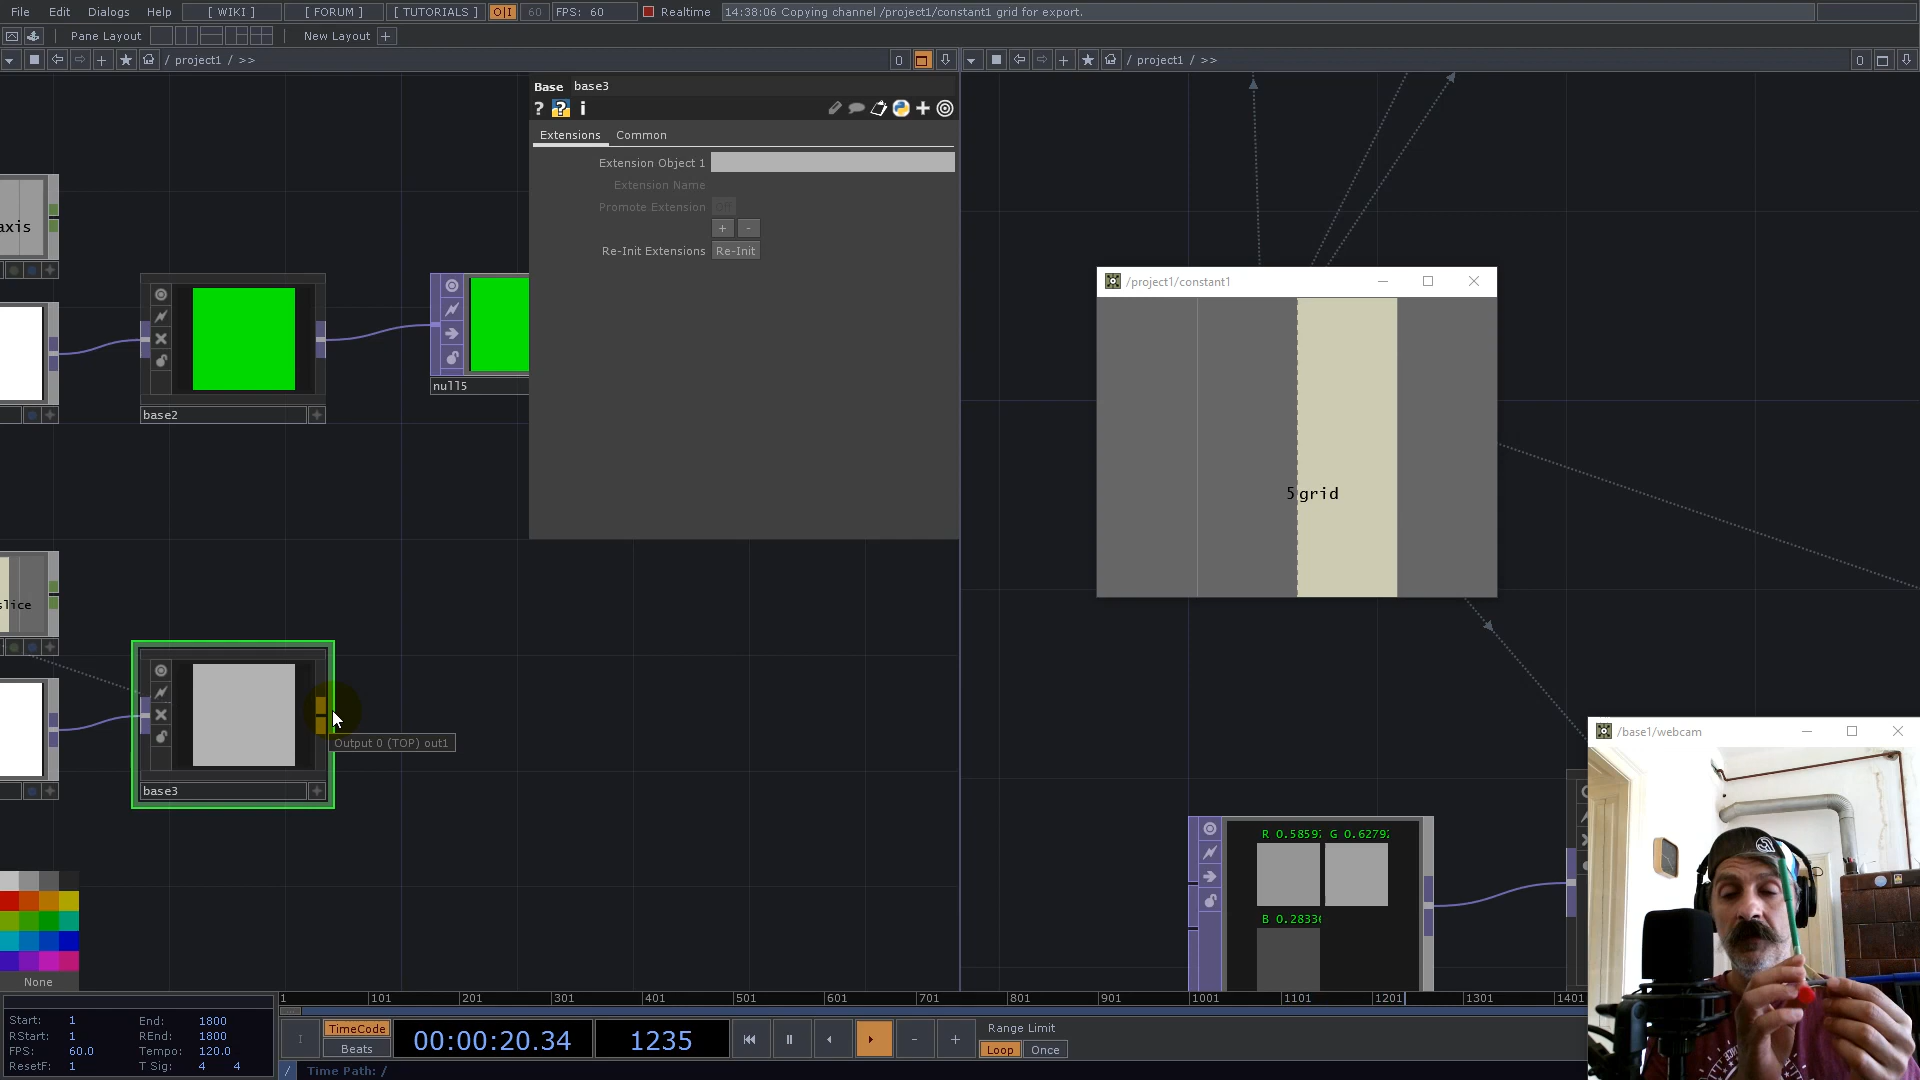 File Edit Dialogs Help [ WIKI ] [ FORUM ] [ TUTORIALS ] O|I 60 FPS: 60 Realtime 14:38:06 Copying channel /project1/constant1 grid for export.
Pane Layout New Layout +
/ project1 / >> 0
/ project1 / >> 0
Base base3
? ? i
Extensions Common
Extension Object 1
Extension Name
Promote Extension Off
+ -
Re-Init Extensions Re-Init
axis
base2
null5
slice
base3
Output 0 (TOP) out1
/project1/constant1
5 grid
/base1/webcam
R 0.5859 G 0.6279
B 0.2833
None
1 101 201 301 401 501 601 701 801 901 1001 1101 1201 1301 1401
Start: 1 End: 1800
RStart: 1 REnd: 1800
FPS: 60.0 Tempo: 120.0
ResetF: 1 T Sig: 4 4
TimeCode
Beats
00:00:20.34
1235
- +
Range Limit
Loop Once
/ Time Path: /